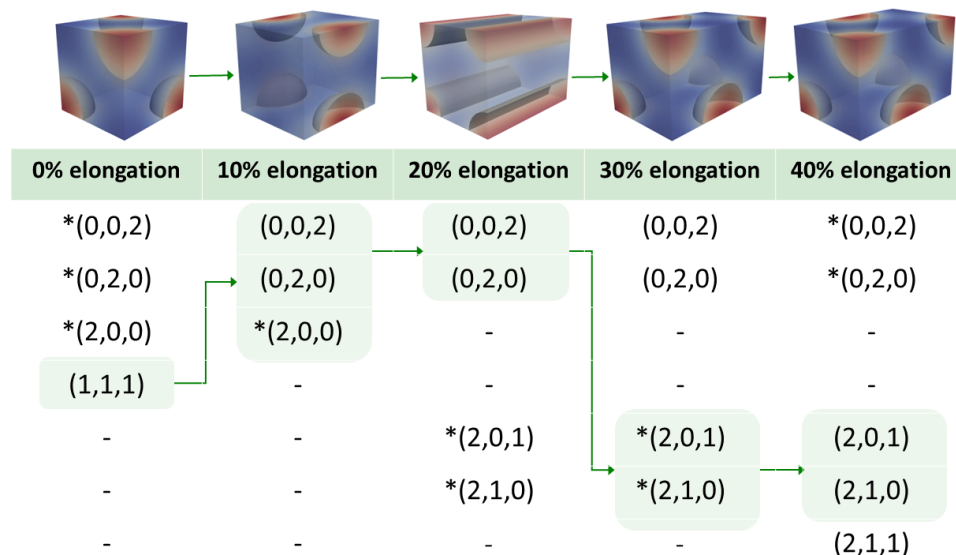 0% elongation 10% elongation 20% elongation 30% elongation 40% elongation
*(0,0,2) (0,0,2) (0,0,2) (0,0,2) *(0,0,2)
*(0,2,0) (0,2,0) (0,2,0) (0,2,0) *(0,2,0)
*(2,0,0) *(2,0,0) - - -
(1,1,1) - - - -
- - *(2,0,1) *(2,0,1) (2,0,1)
- - *(2,1,0) *(2,1,0) (2,1,0)
- - - - (2,1,1)